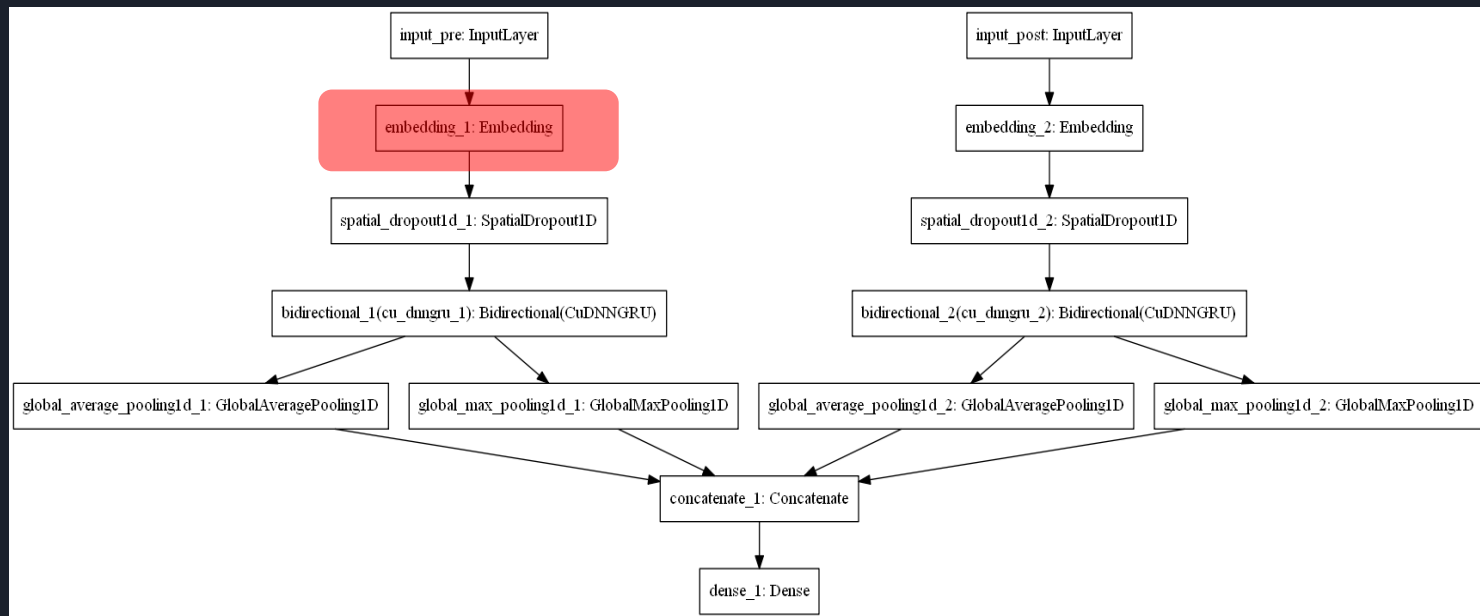 input_pre: InputLayer
input_post: InputLayer
embedding_1: Embedding
embedding_2: Embedding
spatial_dropout1d_1: SpatialDropout1D
spatial_dropout1d_2: SpatialDropout1D
bidirectional_1(cu_dnngru_1): Bidirectional(CuDNNGRU)
bidirectional_2(cu_dnngru_2): Bidirectional(CuDNNGRU)
global_average_pooling1d_1: GlobalAveragePooling1D
global_max_pooling1d_1: GlobalMaxPooling1D
global_average_pooling1d_2: GlobalAveragePooling1D
global_max_pooling1d_2: GlobalMaxPooling1D
concatenate_1: Concatenate
dense_1: Dense